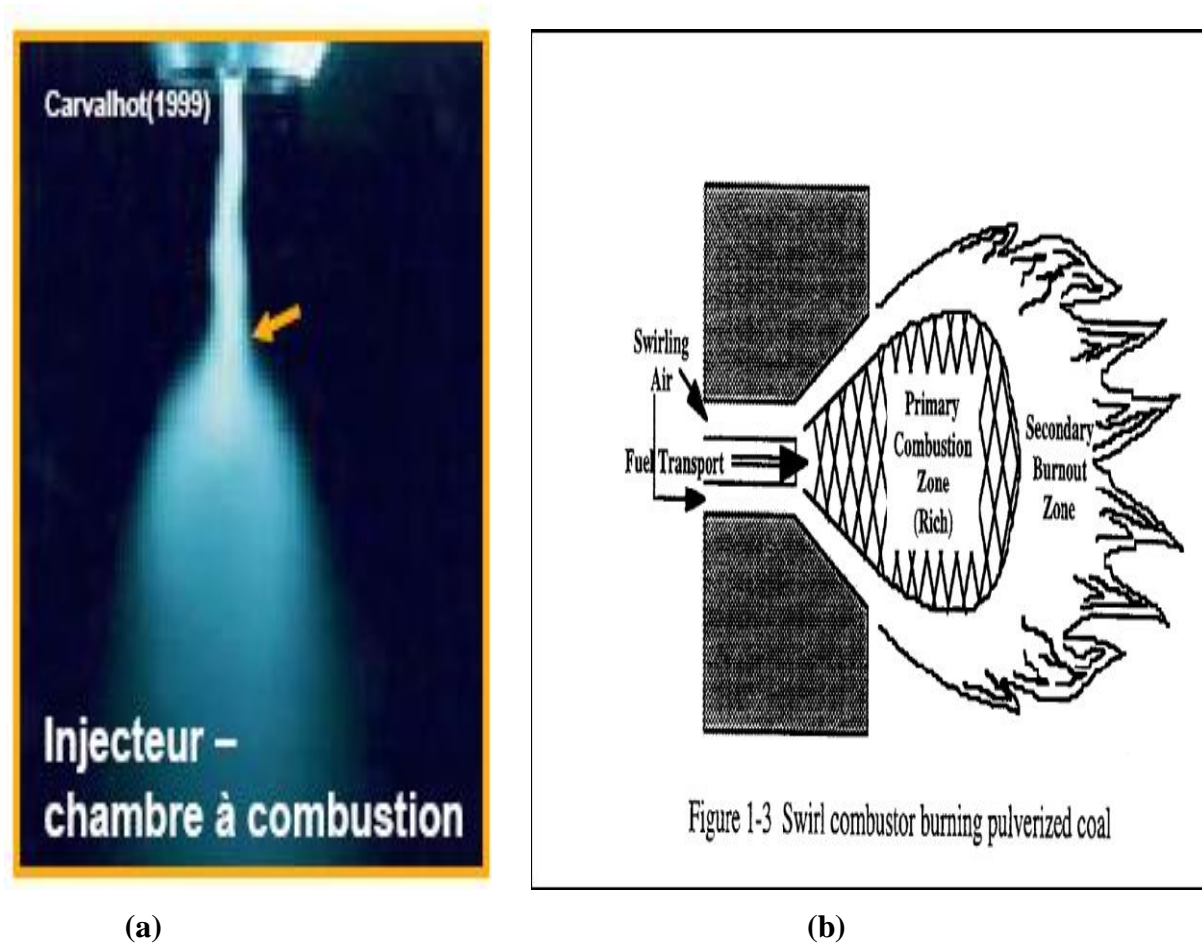 Carvalhot(1999)
Injecteur –
chambre à combustion
Swirling
Air
Fuel Transport
Primary
Combustion
Zone
(Rich)
Secondary
Burnout
Zone
Figure 1-3 Swirl combustor burning pulverized coal
(a)
(b)